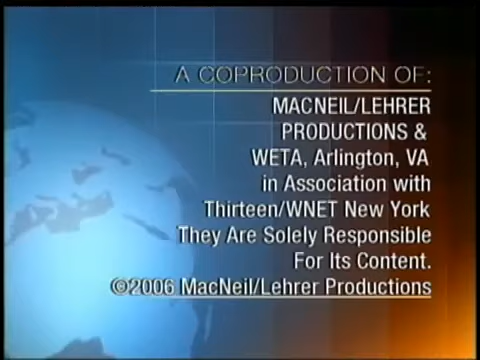 A COPRODUCTION OF:
MACNEIL/LEHRER
PRODUCTIONS &
WETA, Arlington, VA
in Association with
Thirteen/WNET New York
They Are Solely Responsible
For Its Content.
©2006 MacNeil/Lehrer Productions